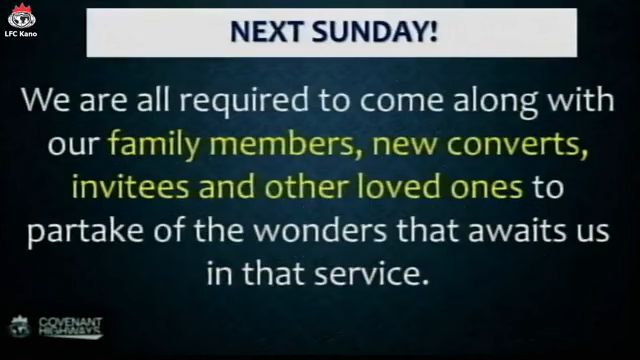 LFC Kano
NEXT SUNDAY!
We are all required to come along with
our family members, new converts,
invitees and other loved ones to
partake of the wonders that awaits us
in that service.
COVENANT
HIGHWAYS